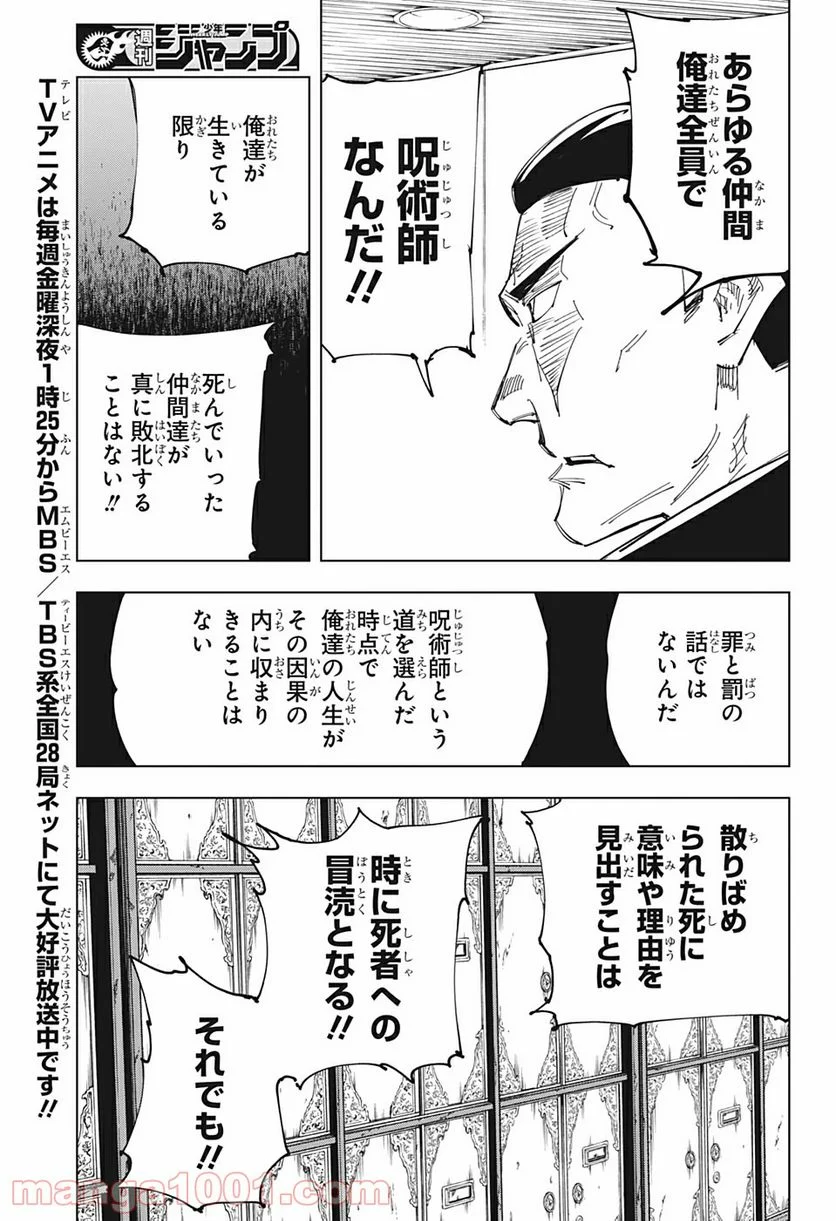 週刊
少年
ジャンプ
あらゆる仲間
俺達全員で
呪術師
なんだ!!
俺達が
生きている
限り
死んでいった
仲間達が
真に敗北する
ことはない!!
罪と罰の
話では
ないんだ
呪術師という
道を選んだ
時点で
俺達の人生が
その因果の
内に収まり
きることは
ない
散りばめ
られた死に
意味や理由を
見出すことは
時に死者への
冒涜となる!!
それでも!!
TVアニメは毎週金曜深夜1時25分からMBS/TBS系全国28局ネットにて大好評放送中です!!
manga1001.com